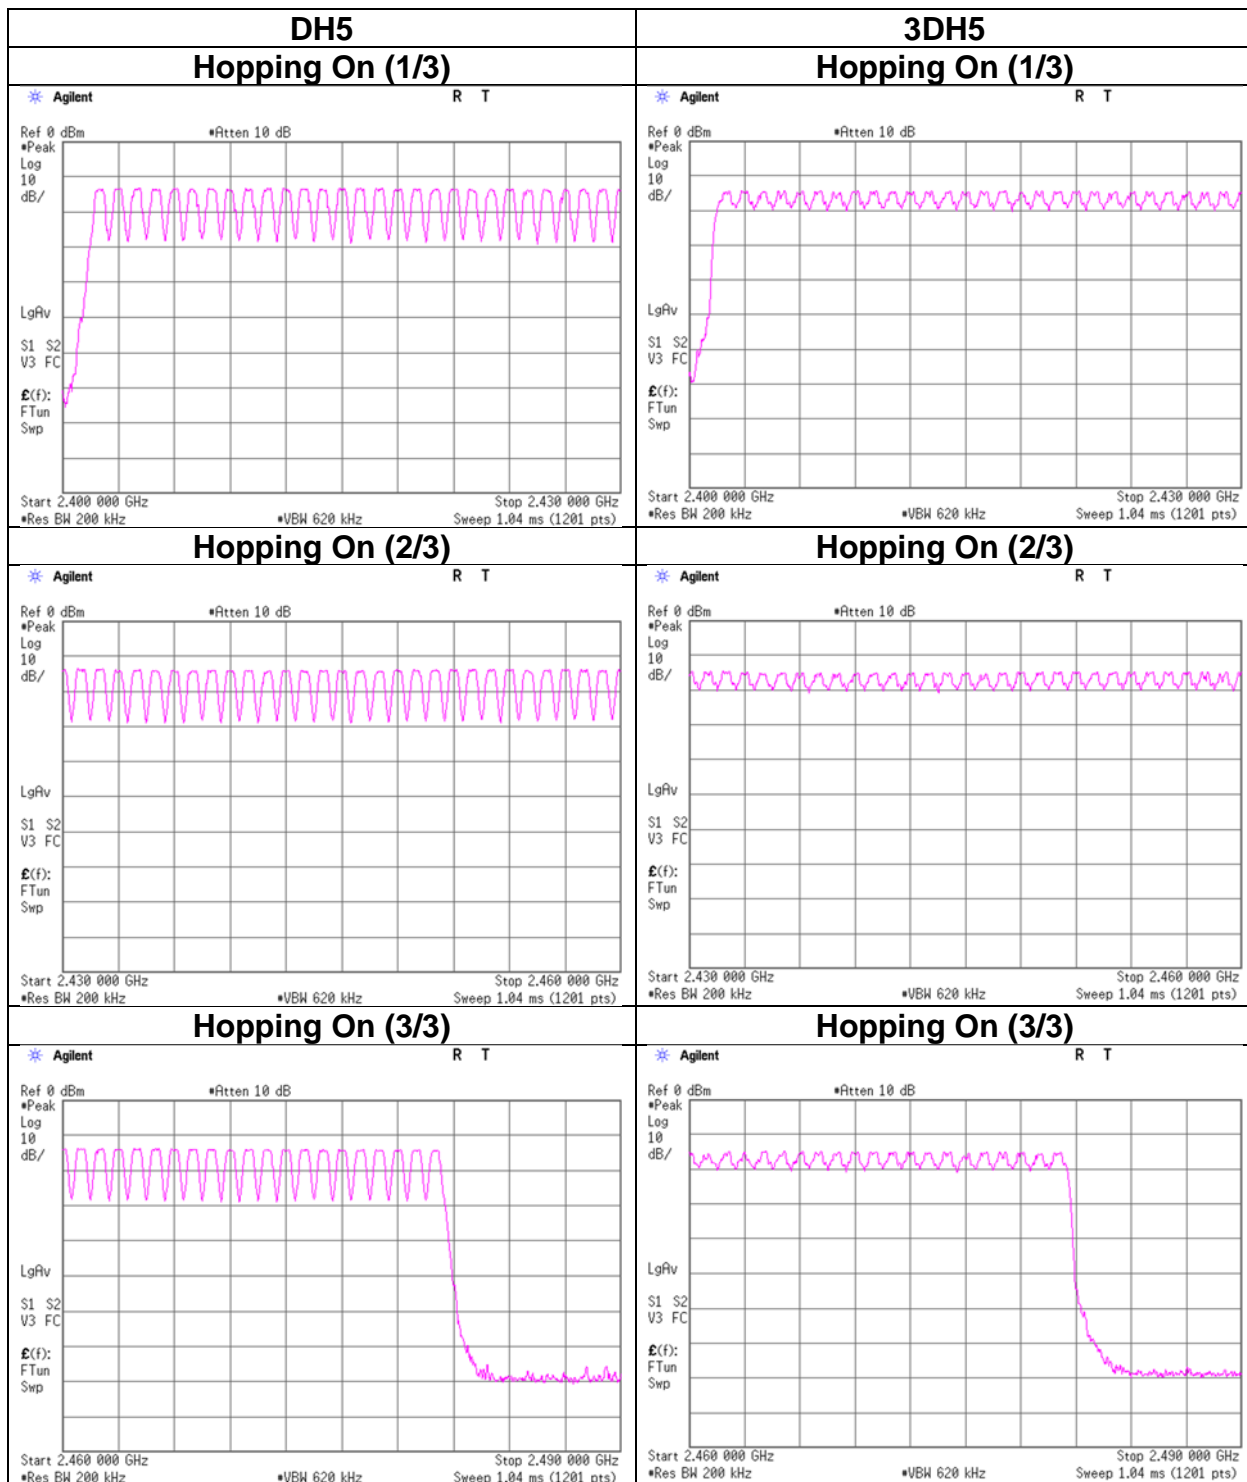 DH5
3DH5
Hopping On (1/3)
Hopping On (1/3)
Agilent R T
Ref 0 dBm *Atten 10 dB
*Peak
Log
10
dB/
LgAv
S1 S2
V3 FC
£(f):
FTun
Swp
Start 2.400 000 GHz Stop 2.430 000 GHz
*Res BW 200 kHz *VBW 620 kHz Sweep 1.04 ms (1201 pts)
Agilent R T
Ref 0 dBm *Atten 10 dB
*Peak
Log
10
dB/
LgAv
S1 S2
V3 FC
£(f):
FTun
Swp
Start 2.400 000 GHz Stop 2.430 000 GHz
*Res BW 200 kHz *VBW 620 kHz Sweep 1.04 ms (1201 pts)
Hopping On (2/3)
Hopping On (2/3)
Agilent R T
Ref 0 dBm *Atten 10 dB
*Peak
Log
10
dB/
LgAv
S1 S2
V3 FC
£(f):
FTun
Swp
Start 2.430 000 GHz Stop 2.460 000 GHz
*Res BW 200 kHz *VBW 620 kHz Sweep 1.04 ms (1201 pts)
Agilent R T
Ref 0 dBm *Atten 10 dB
*Peak
Log
10
dB/
LgAv
S1 S2
V3 FC
£(f):
FTun
Swp
Start 2.430 000 GHz Stop 2.460 000 GHz
*Res BW 200 kHz *VBW 620 kHz Sweep 1.04 ms (1201 pts)
Hopping On (3/3)
Hopping On (3/3)
Agilent R T
Ref 0 dBm *Atten 10 dB
*Peak
Log
10
dB/
LgAv
S1 S2
V3 FC
£(f):
FTun
Swp
Start 2.460 000 GHz Stop 2.490 000 GHz
*Res BW 200 kHz *VBW 620 kHz Sweep 1.04 ms (1201 pts)
Agilent R T
Ref 0 dBm *Atten 10 dB
*Peak
Log
10
dB/
LgAv
S1 S2
V3 FC
£(f):
FTun
Swp
Start 2.460 000 GHz Stop 2.490 000 GHz
*Res BW 200 kHz *VBW 620 kHz Sweep 1.04 ms (1201 pts)